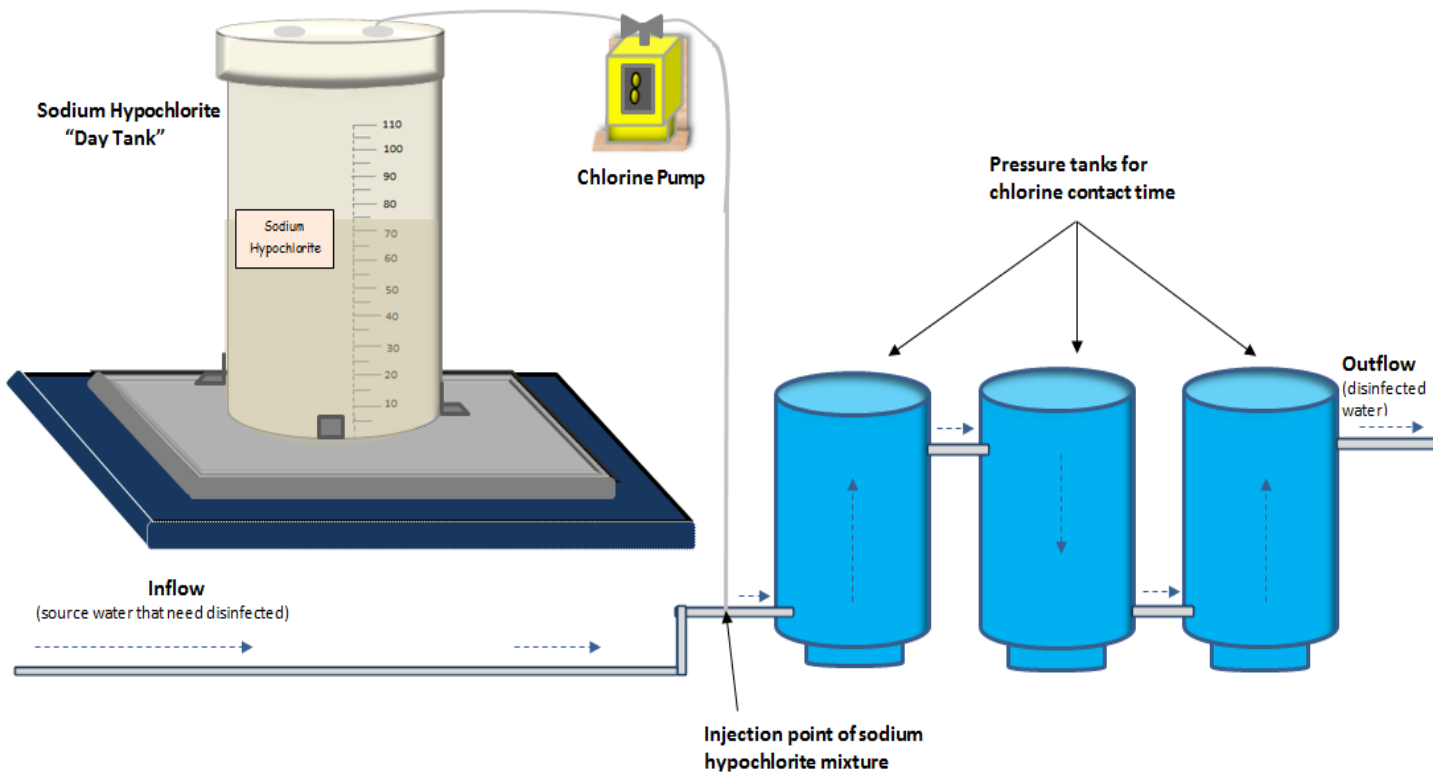 Sodium Hypochlorite
“Day Tank”
110
100
90
80
70
60
50
40
30
20
10
Sodium
Hypochlorite
Chlorine Pump
Pressure tanks for
chlorine contact time
Outflow
(disinfected
water)
Inflow
(source water that need disinfected)
Injection point of sodium
hypochlorite mixture